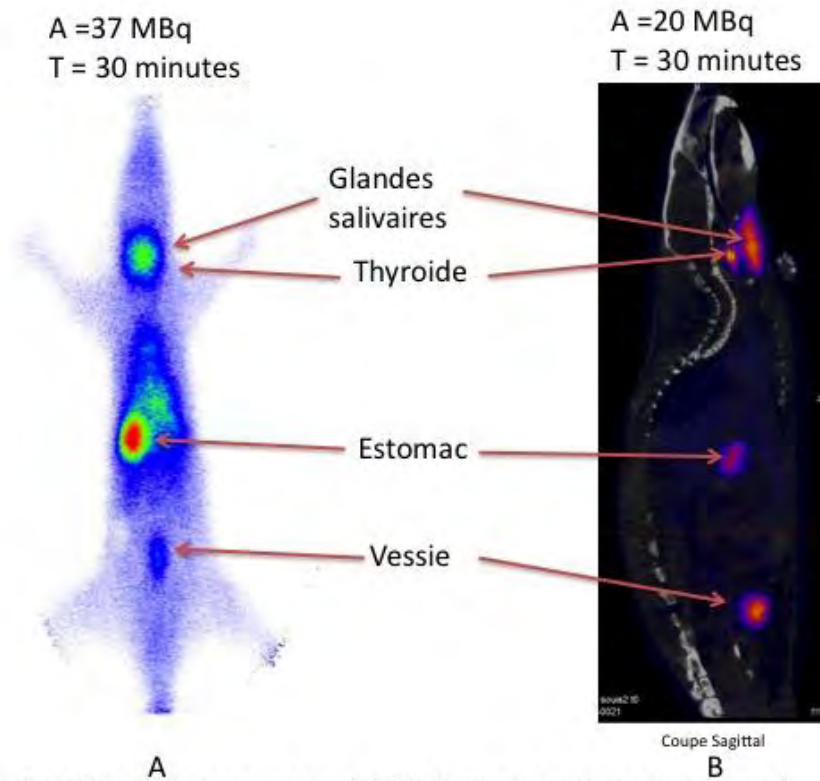 A =37 MBq
T = 30 minutes
A =20 MBq
T = 30 minutes
Glandes
salivaires
Thyroide
Estomac
Vessie
Coupe Sagittal
A
B